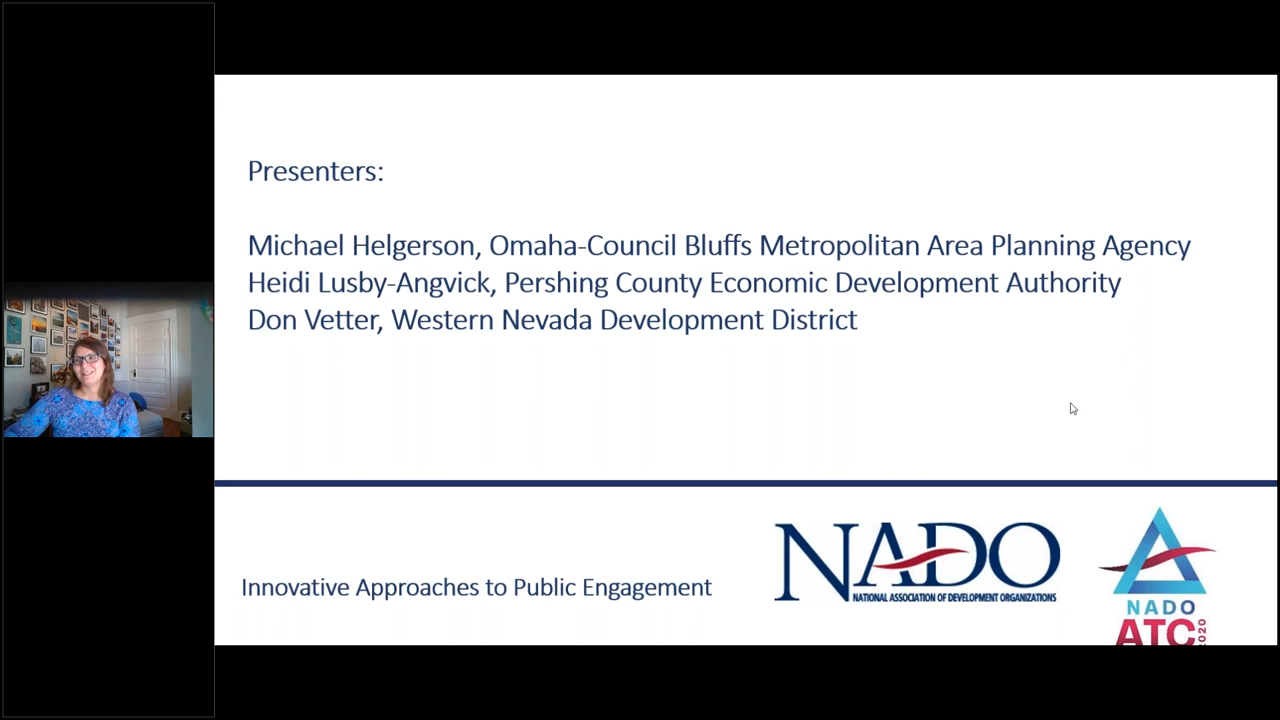 Presenters:
Michael Helgerson, Omaha-Council Bluffs Metropolitan Area Planning Agency
Heidi Lusby-Angvick, Pershing County Economic Development Authority
Don Vetter, Western Nevada Development District
Innovative Approaches to Public Engagement
NADO
NATIONAL ASSOCIATION OF DEVELOPMENT ORGANIZATIONS
NADO
ATC 2020